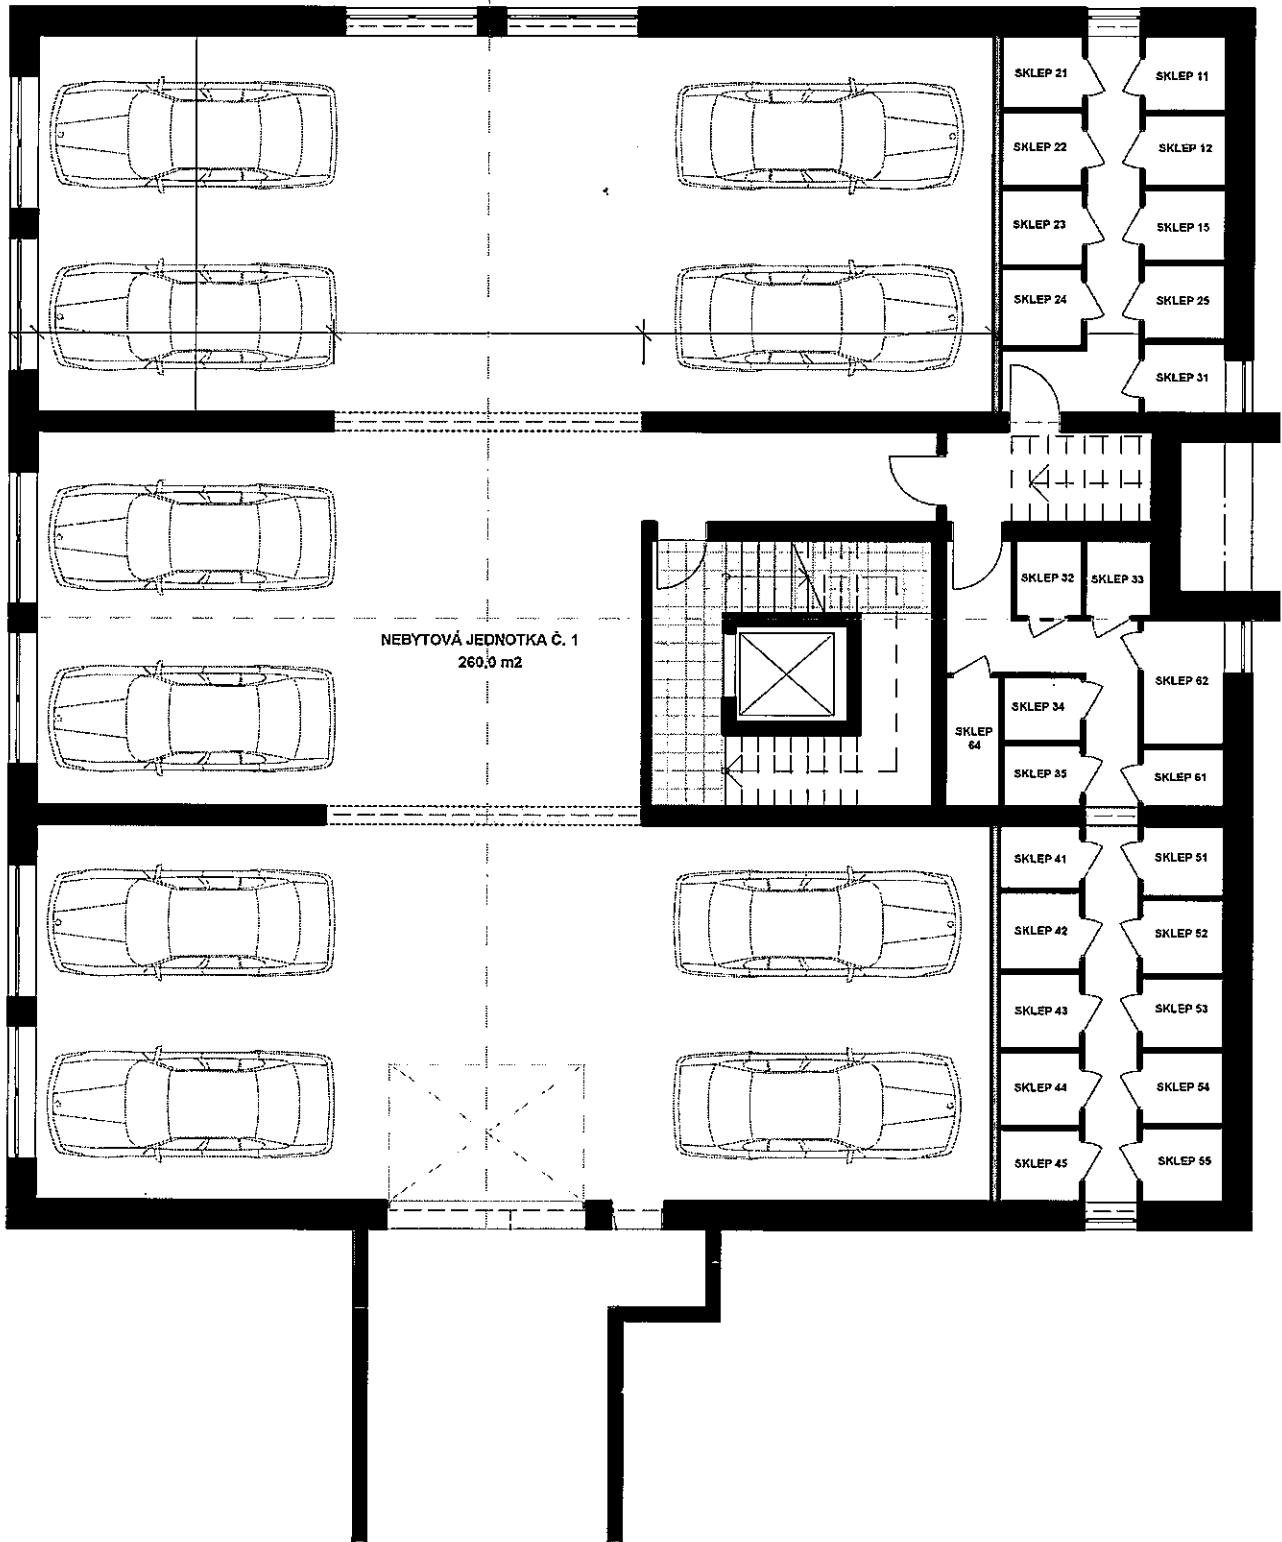 SKLEP 21
SKLEP 11
SKLEP 22
SKLEP 12
SKLEP 23
SKLEP 15
SKLEP 24
SKLEP 25
SKLEP 31
SKLEP 32
SKLEP 33
NEBYTOVÁ JEDNOTKA Č. 1
260,0 m2
SKLEP 62
SKLEP 34
SKLEP
64
SKLEP 35
SKLEP 61
SKLEP 41
SKLEP 51
SKLEP 42
SKLEP 52
SKLEP 43
SKLEP 53
SKLEP 44
SKLEP 54
SKLEP 45
SKLEP 55